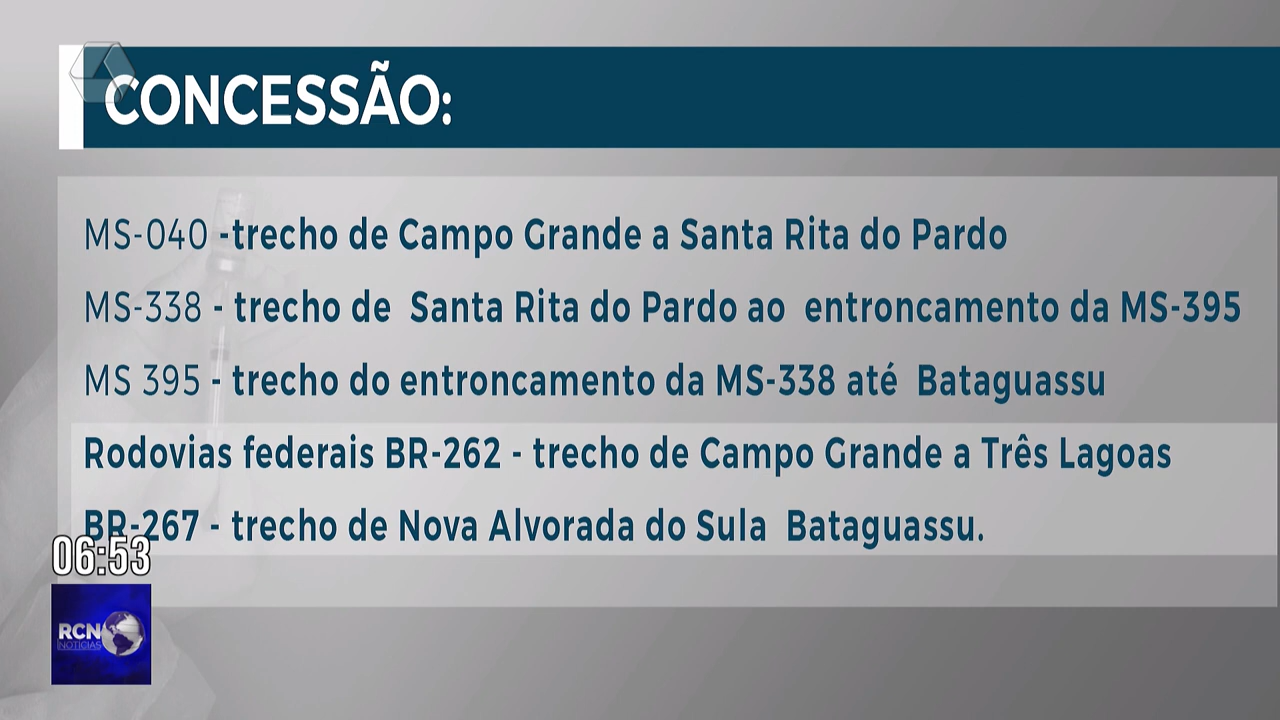 CONCESSÃO:
MS-040 -trecho de Campo Grande a Santa Rita do Pardo
MS-338 - trecho de Santa Rita do Pardo ao entroncamento da MS-395
MS 395 - trecho do entroncamento da MS-338 até Bataguassu
Rodovias federais BR-262 - trecho de Campo Grande a Três Lagoas
BR-267 - trecho de Nova Alvorada do Sula Bataguassu.
06:53
RCN
NOTÍCIAS